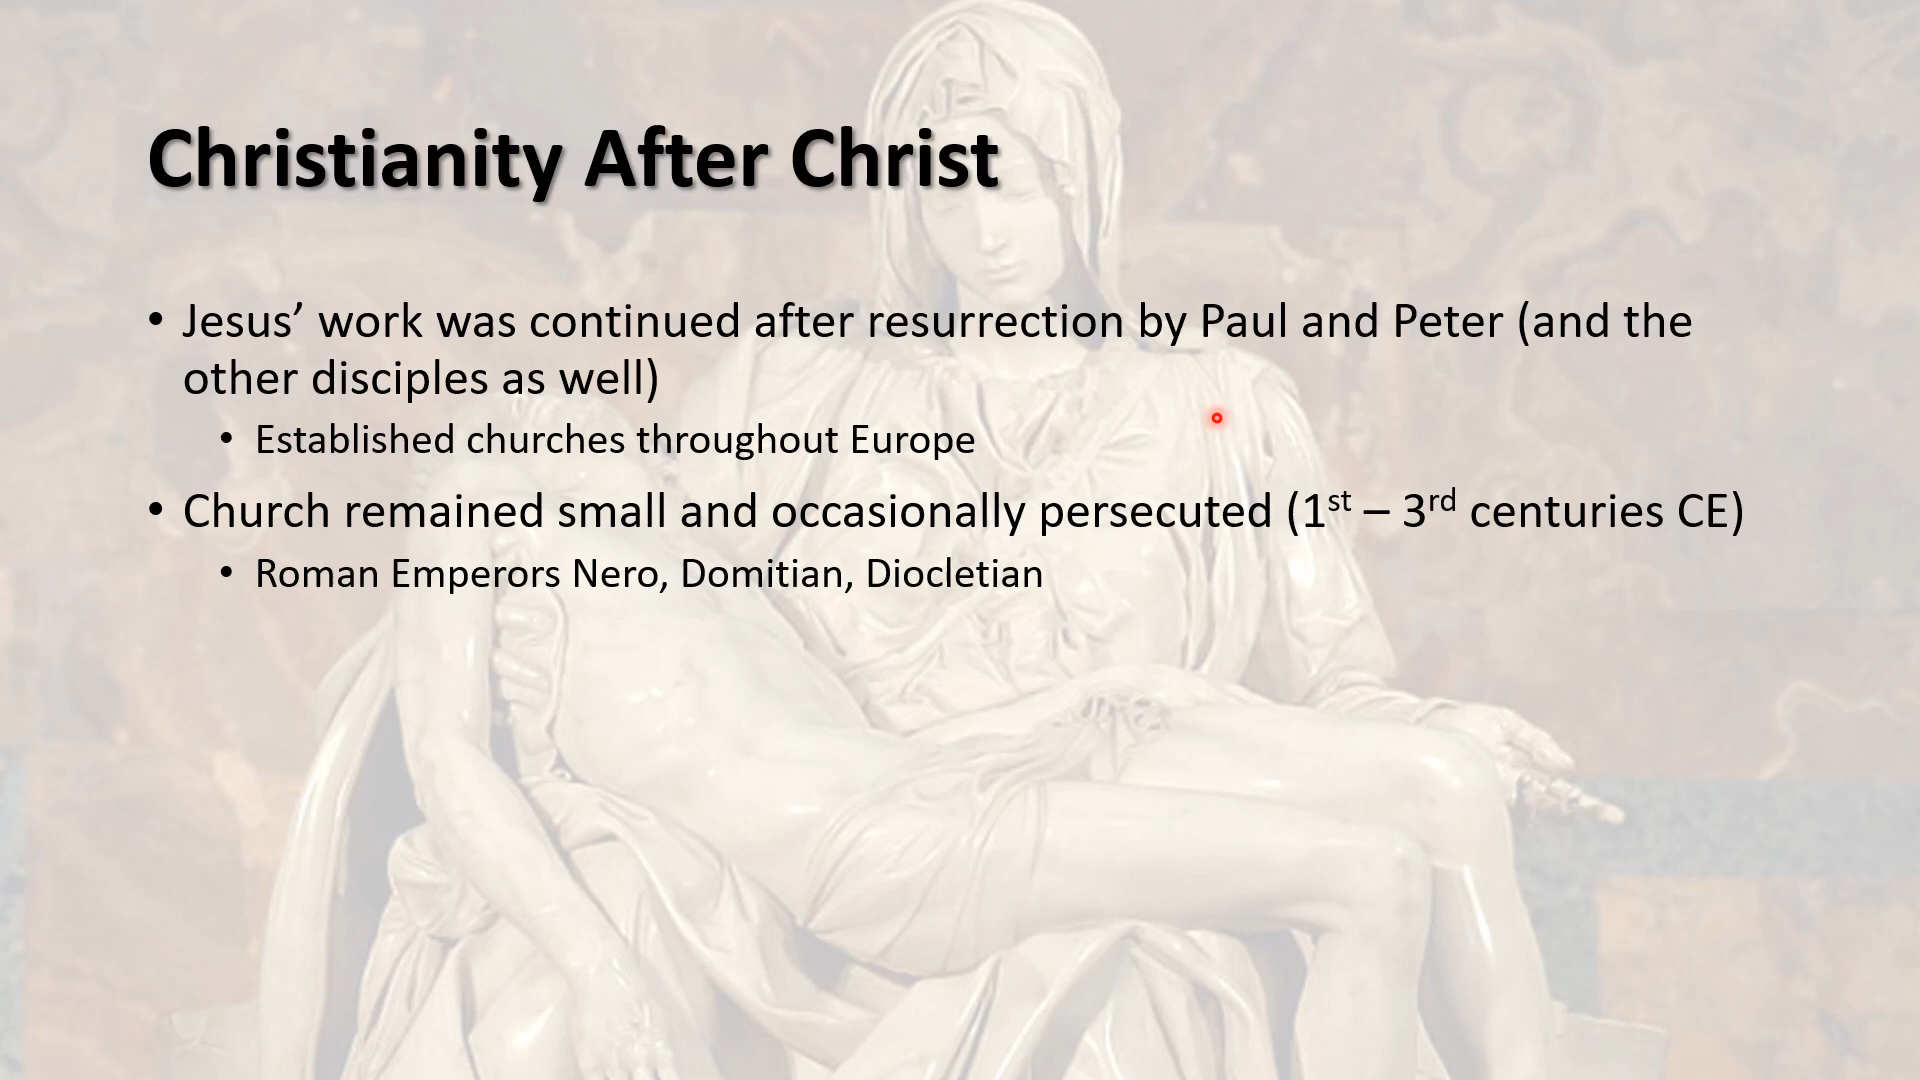 Christianity After Christ
• Jesus’ work was continued after resurrection by Paul and Peter (and the
other disciples as well)
• Established churches throughout Europe
• Church remained small and occasionally persecuted (1st – 3rd centuries CE)
• Roman Emperors Nero, Domitian, Diocletian